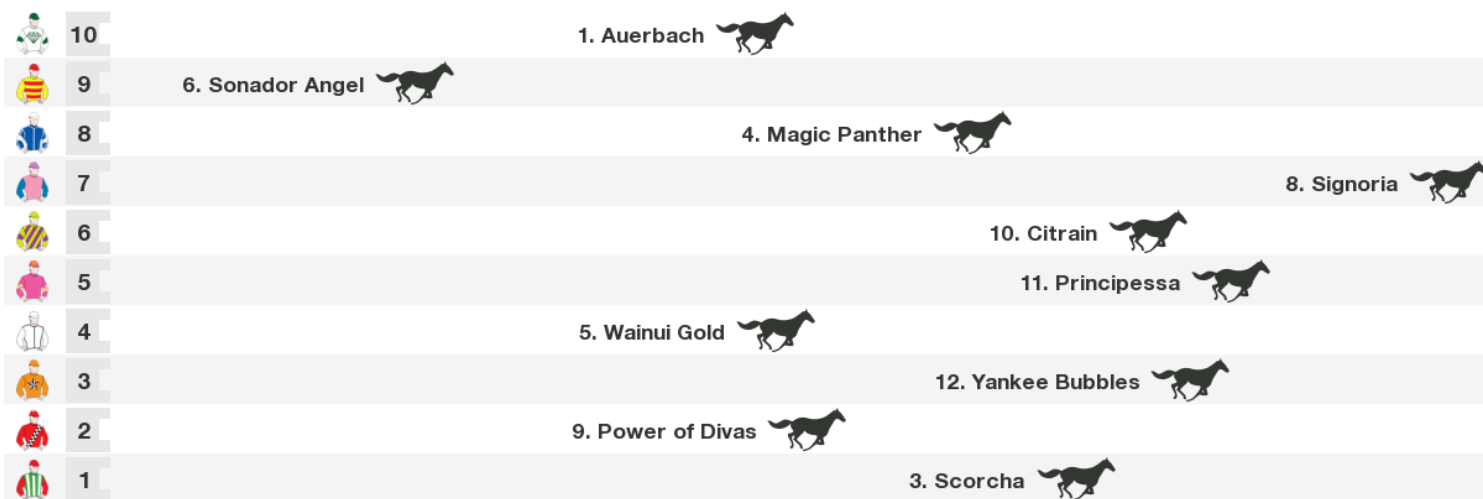 10 1. Auerbach
9 6. Sonador Angel
8 4. Magic Panther
7 8. Signoria
6 10. Citrain
5 11. Principessa
4 5. Wainui Gold
3 12. Yankee Bubbles
2 9. Power of Divas
1 3. Scorcha